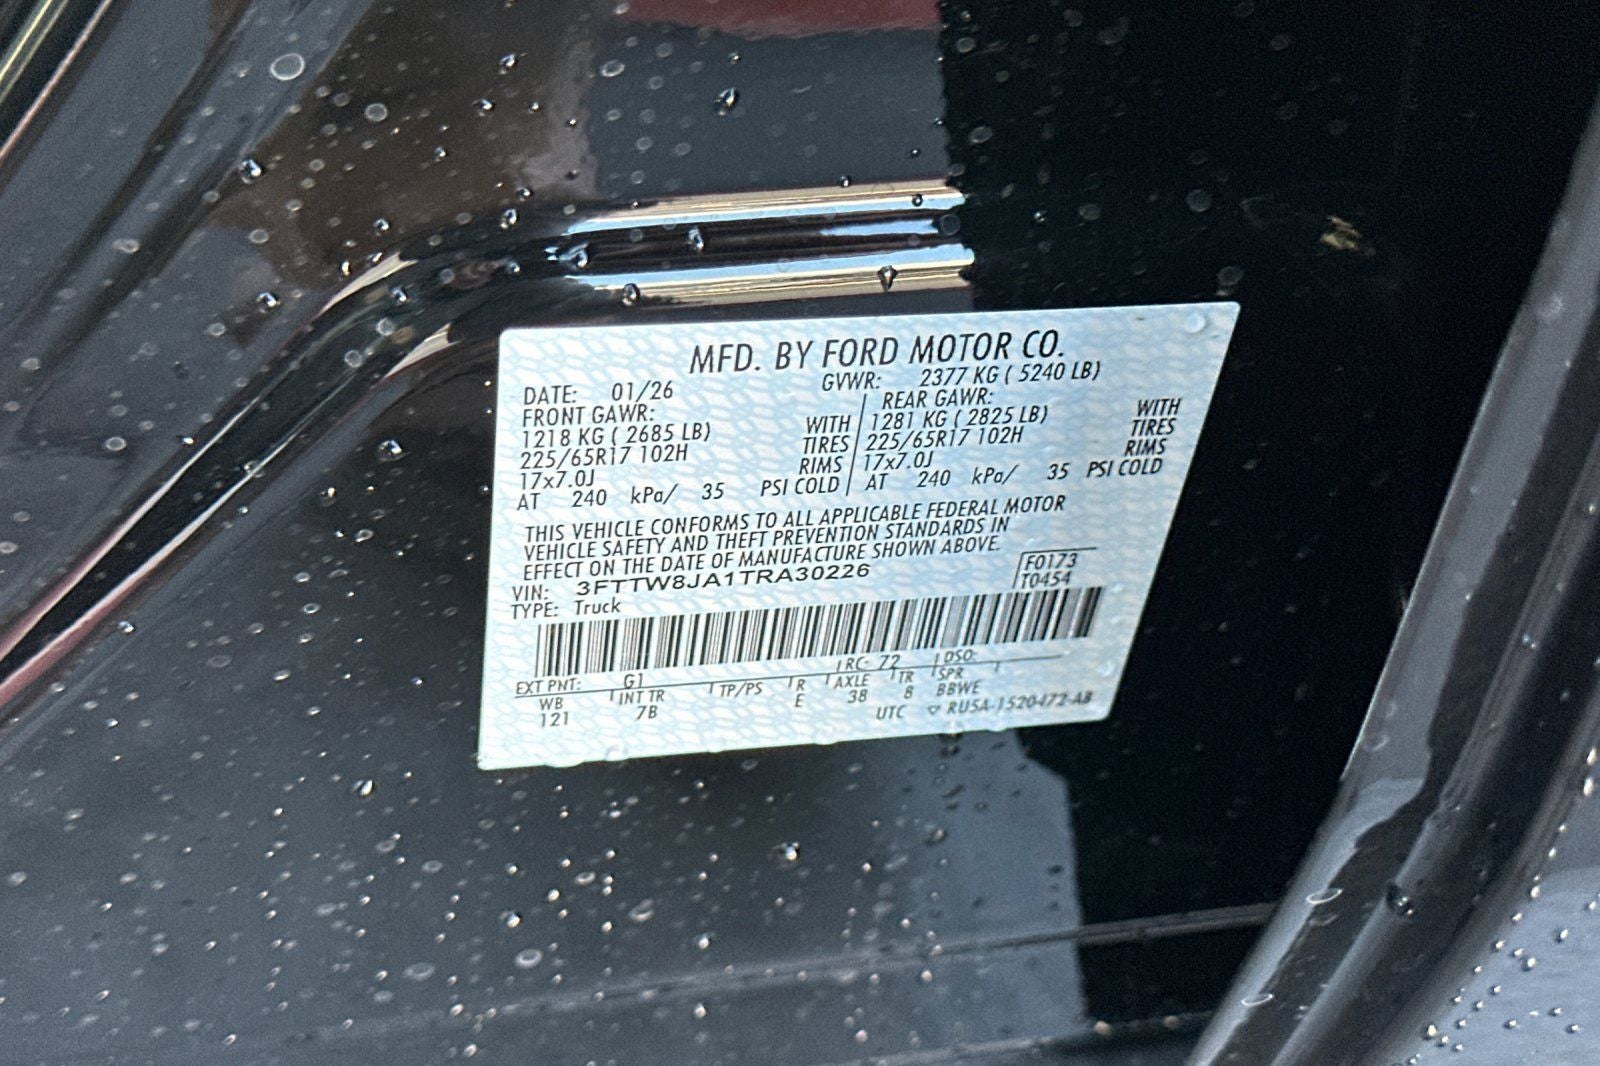 MFD. BY FORD MOTOR CO.
DATE: 01/26 GVWR: 2377 KG ( 5240 LB)
FRONT GAWR: REAR GAWR:
1218 KG ( 2685 LB) WITH 1281 KG ( 2825 LB) WITH
225/65R17 102H TIRES 225/65R17 102H TIRES
17x7.0J RIMS 17x7.0J RIMS
AT 240 kPa/ 35 PSI COLD AT 240 kPa/ 35 PSI COLD
THIS VEHICLE CONFORMS TO ALL APPLICABLE FEDERAL MOTOR
VEHICLE SAFETY AND THEFT PREVENTION STANDARDS IN
EFFECT ON THE DATE OF MANUFACTURE SHOWN ABOVE.
VIN: 3FTTW8JA1TRA30226 F0173
TYPE: Truck T0454
EXT PNT: G1 RC: 72 DSO:
WB INT TR TP/PS R AXLE TR SPR
121 7B E 38 8 BBWE
UTC ▽ RU5A-1520472-AB